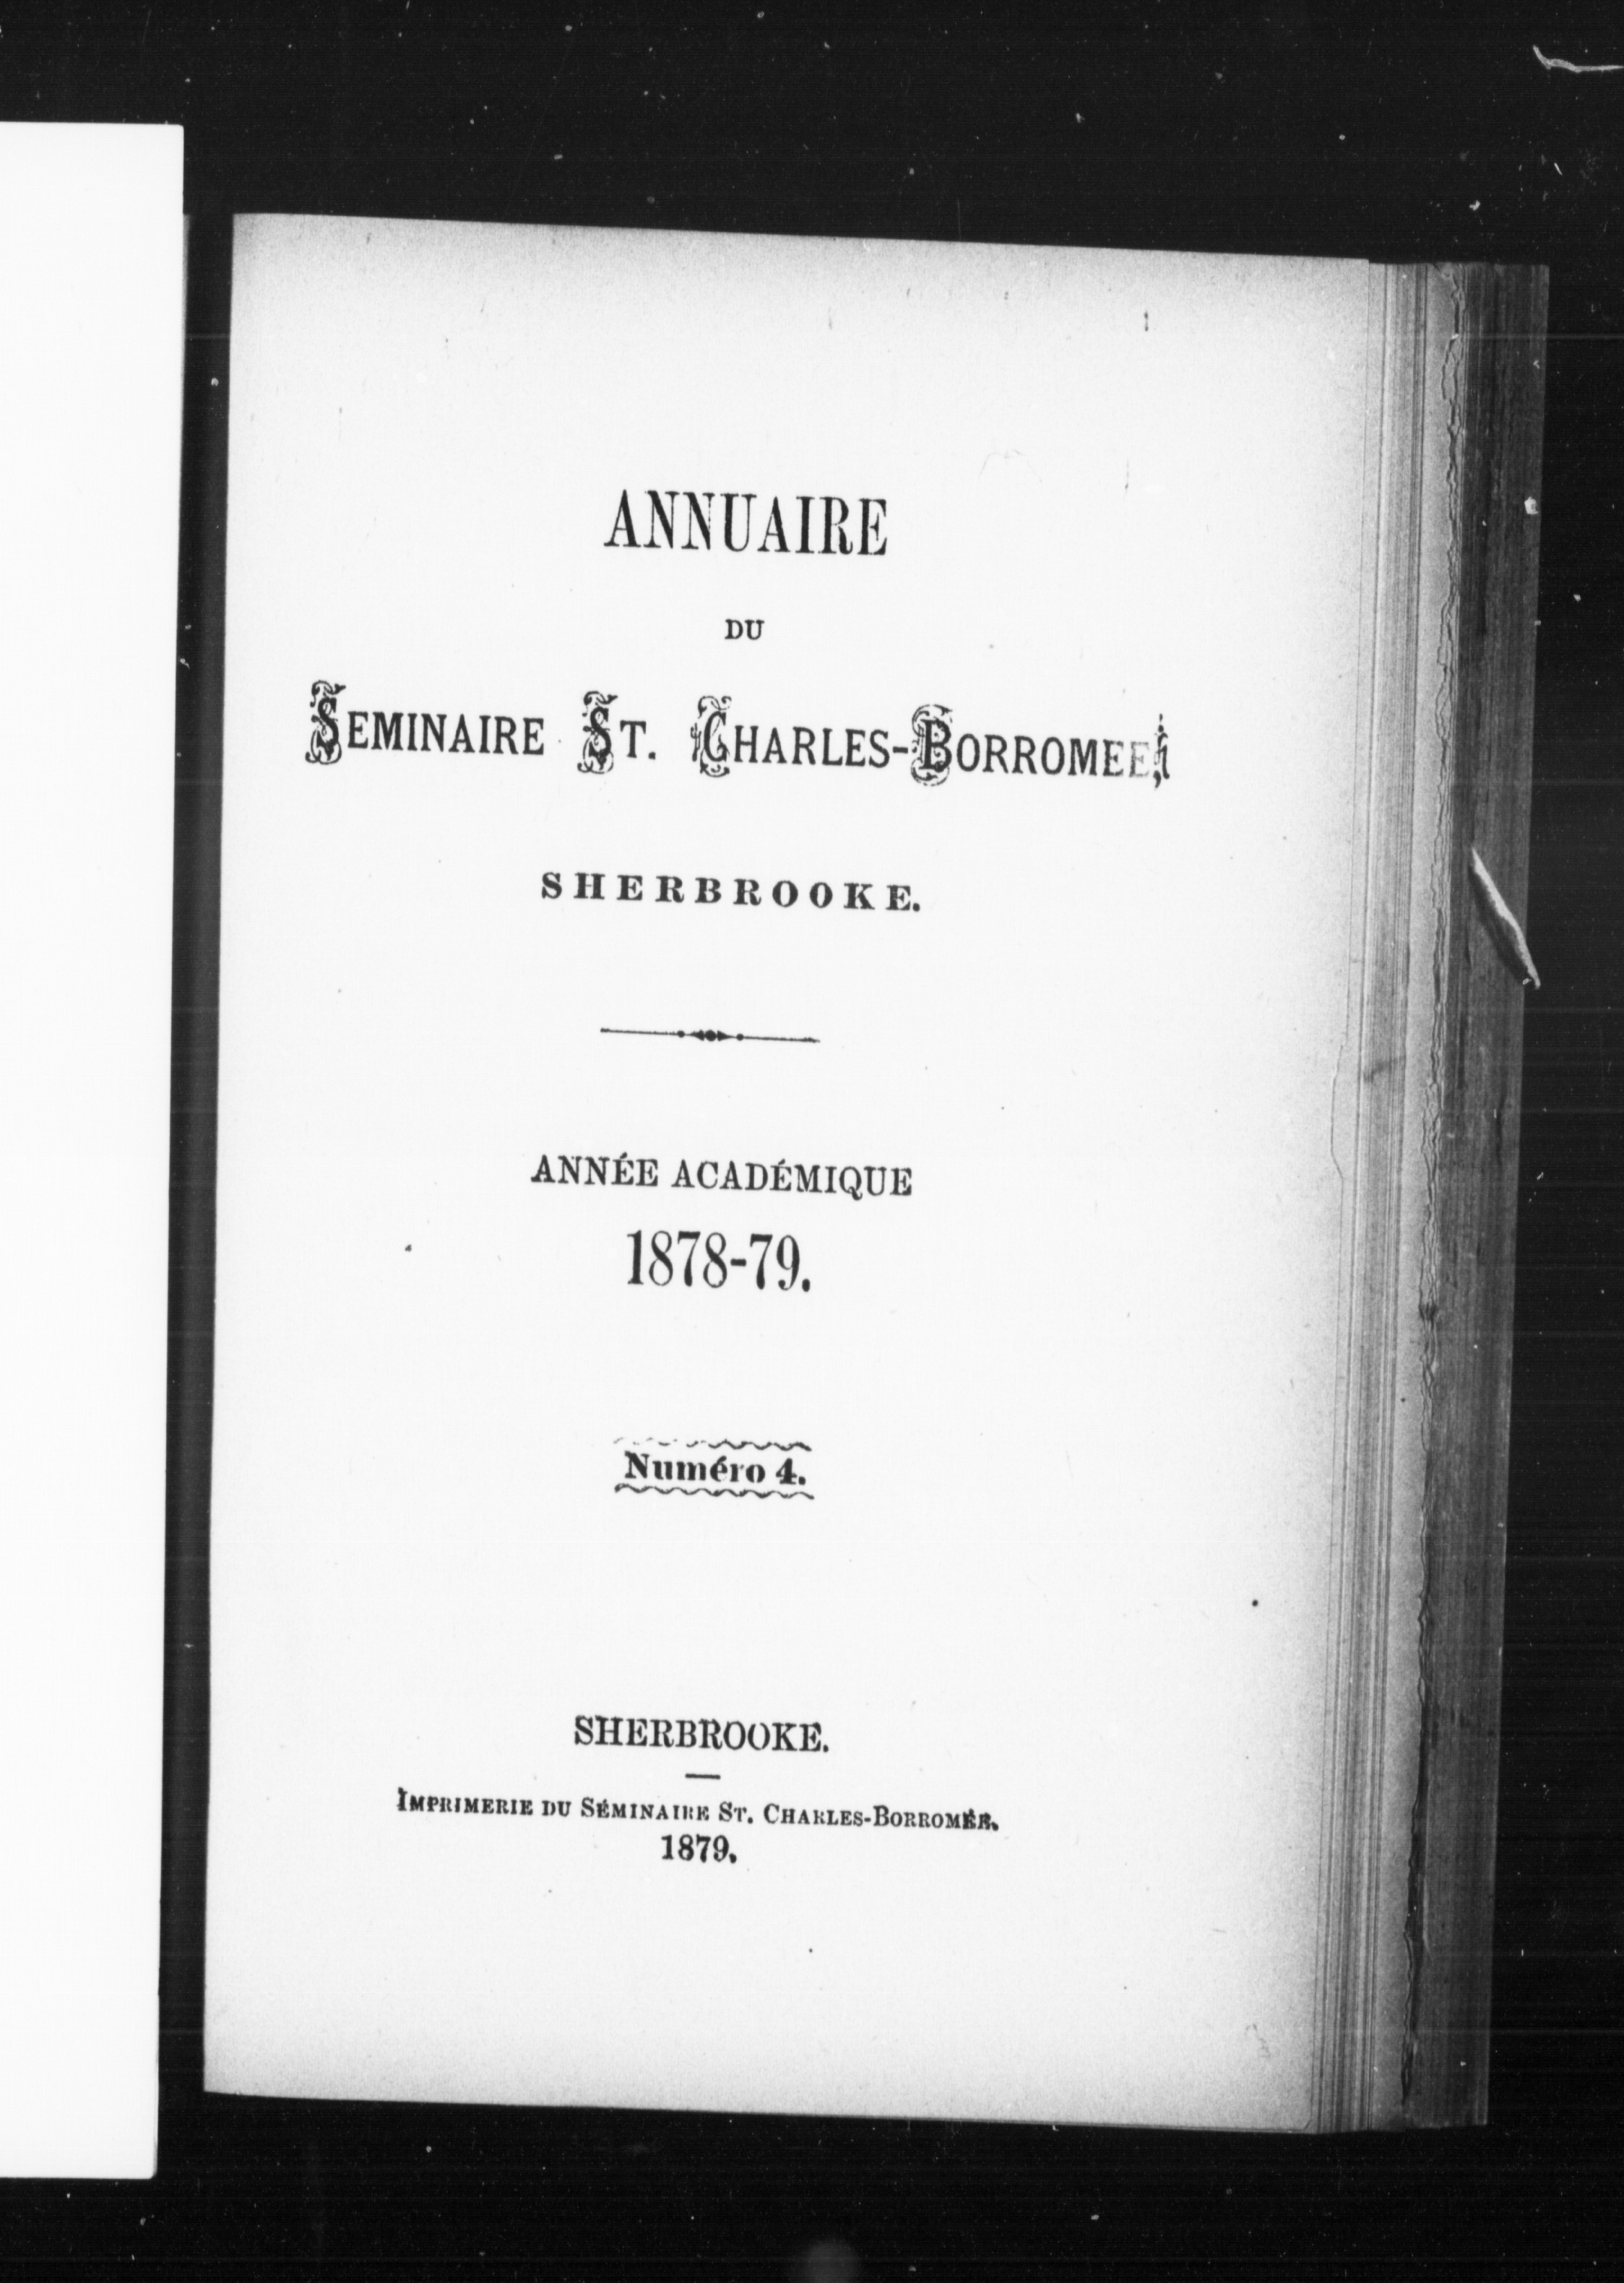 ANNUAIRE
DU
SEMINAIRE ST. CHARLES-BORROMEE,
SHERBROOKE.
ANNÉE ACADÉMIQUE
1878-79.
Numéro 4.
SHERBROOKE.
IMPRIMERIE DU SÉMINAIRE ST. CHARLES-BORROMÉE.
1879.